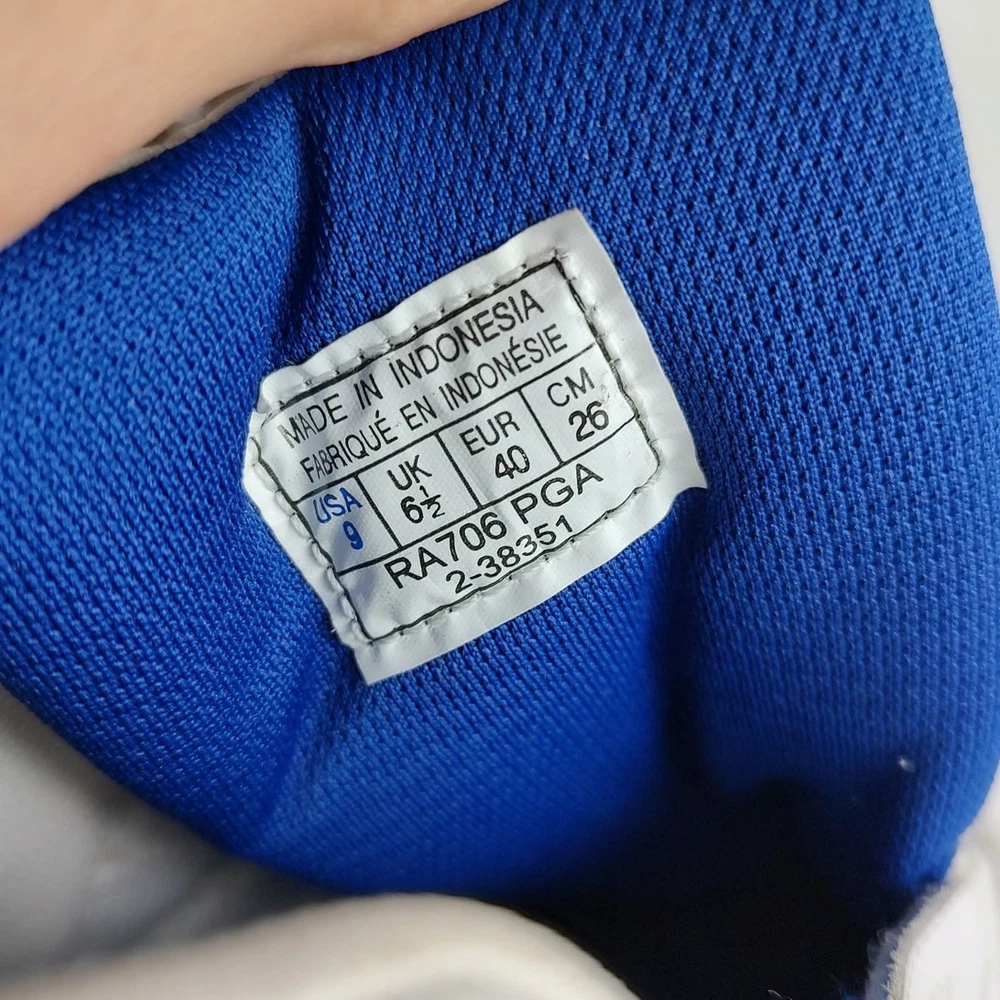 MADE IN INDONESIA
FABRIQUÉ EN INDONÉSIE
USA UK EUR CM
9 6½ 40 26
RA706 PGA
2-38351